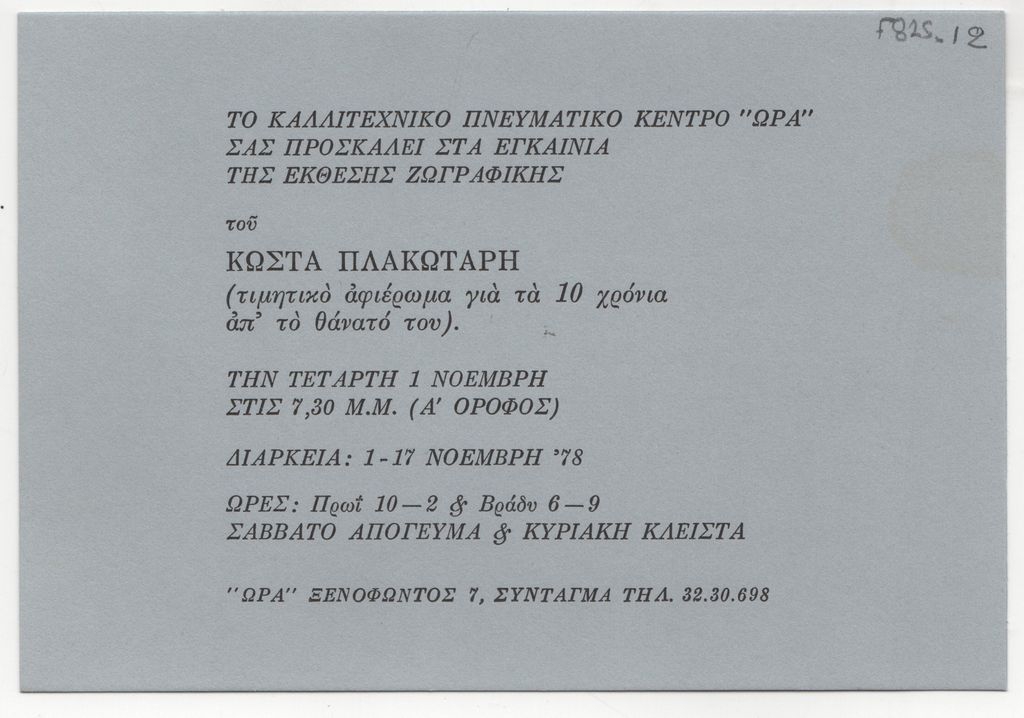 F825.12
ΤΟ ΚΑΛΛΙΤΕΧΝΙΚΟ ΠΝΕΥΜΑΤΙΚΟ ΚΕΝΤΡΟ "ΩΡΑ"
ΣΑΣ ΠΡΟΣΚΑΛΕΙ ΣΤΑ ΕΓΚΑΙΝΙΑ
ΤΗΣ ΕΚΘΕΣΗΣ ΖΩΓΡΑΦΙΚΗΣ
τοῦ
ΚΩΣΤΑ ΠΛΑΚΩΤΑΡΗ
(τιμητικὸ ἀφιέρωμα γιὰ τὰ 10 χρόνια
ἀπ' τὸ θάνατό του).
ΤΗΝ ΤΕΤΑΡΤΗ 1 ΝΟΕΜΒΡΗ
ΣΤΙΣ 7,30 Μ.Μ. (Α' ΟΡΟΦΟΣ)
ΔΙΑΡΚΕΙΑ: 1-17 ΝΟΕΜΒΡΗ '78
ΩΡΕΣ: Πρωΐ 10—2 & Βράδυ 6—9
ΣΑΒΒΑΤΟ ΑΠΟΓΕΥΜΑ & ΚΥΡΙΑΚΗ ΚΛΕΙΣΤΑ
"ΩΡΑ" ΞΕΝΟΦΩΝΤΟΣ 7, ΣΥΝΤΑΓΜΑ ΤΗΛ. 32.30.698